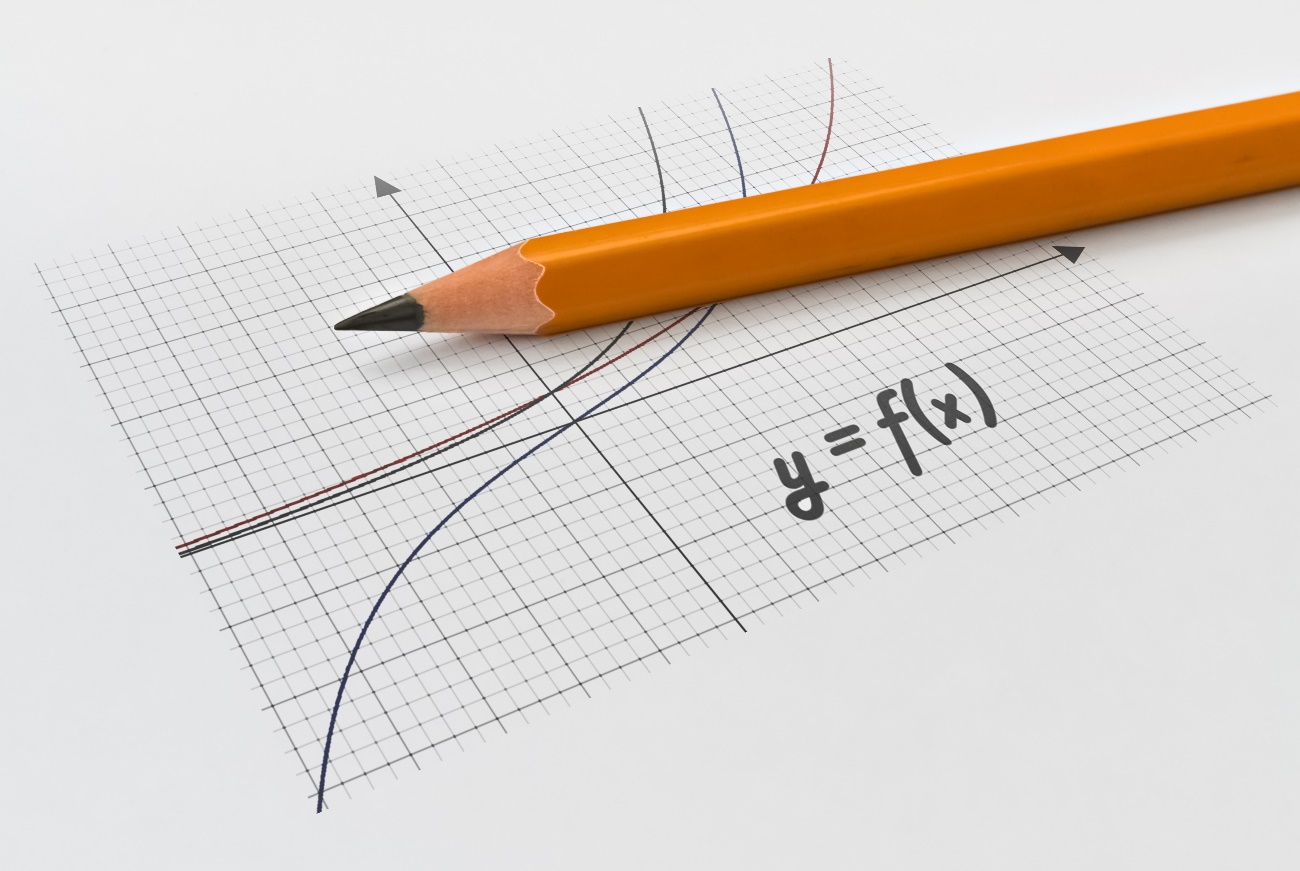 y = f(x)